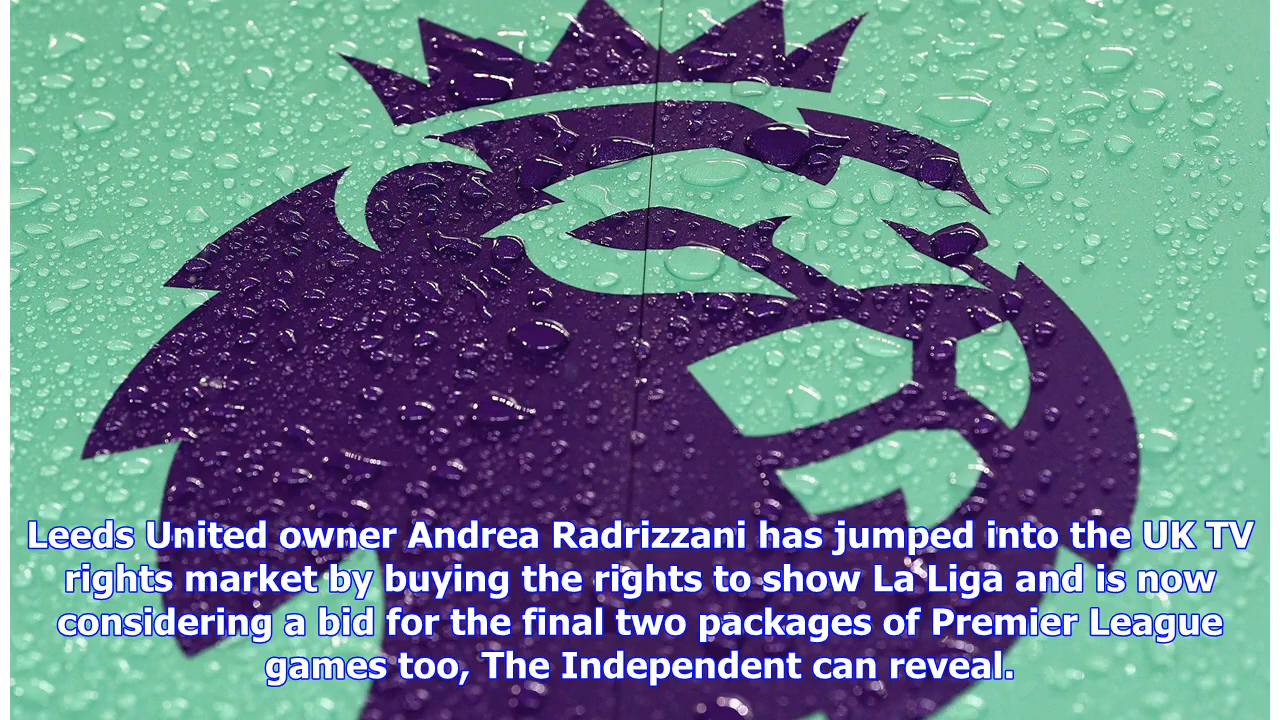 Leeds United owner Andrea Radrizzani has jumped into the UK TV
rights market by buying the rights to show La Liga and is now
considering a bid for the final two packages of Premier League
games too, The Independent can reveal.